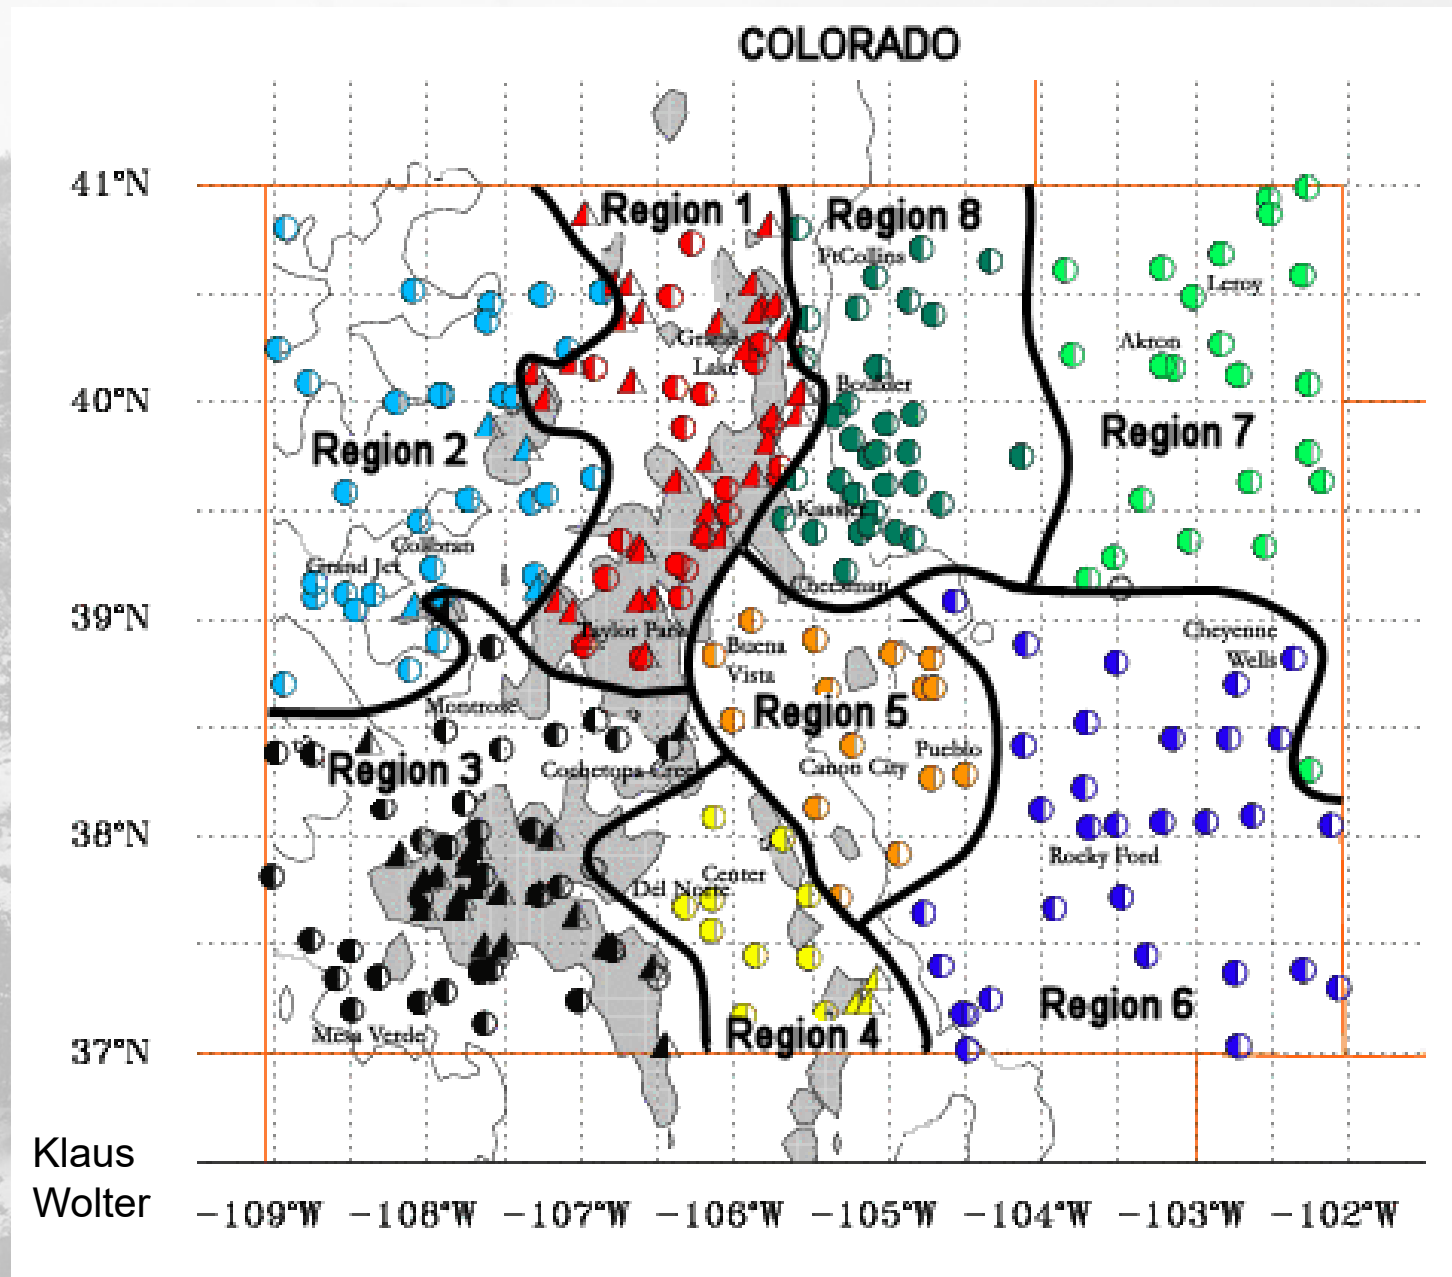 COLORADO
41°N
Region 1
Region 8
FtCollins
Leroy
Grand
Lake
Akron
Boulder
40°N
Region 2
Region 7
Kassler
Collbran
Grand Jct
Cheesman
39°N
Taylor Park
Buena
Vista
Cheyenne
Wells
Montrose
Region 5
Pueblo
Region 3
Cochetopa Creek
Canon City
38°N
Rocky Ford
Center
Del Norte
Region 6
Mesa Verde
Region 4
37°N
Klaus
Wolter
-109°W -108°W -107°W -106°W -105°W -104°W -103°W -102°W